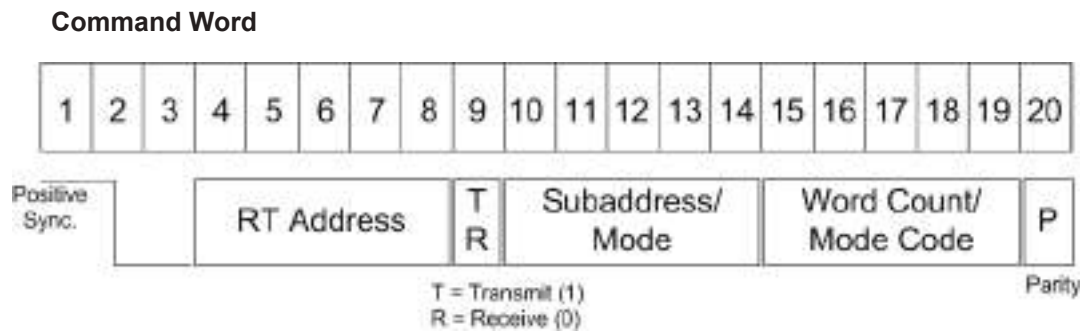 Command Word
1 2 3 4 5 6 7 8 9 10 11 12 13 14 15 16 17 18 19 20
Positive
Sync.
RT Address
T
R
Subaddress/
Mode
Word Count/
Mode Code
P
T = Transmit (1)
R = Receive (0)
Parity